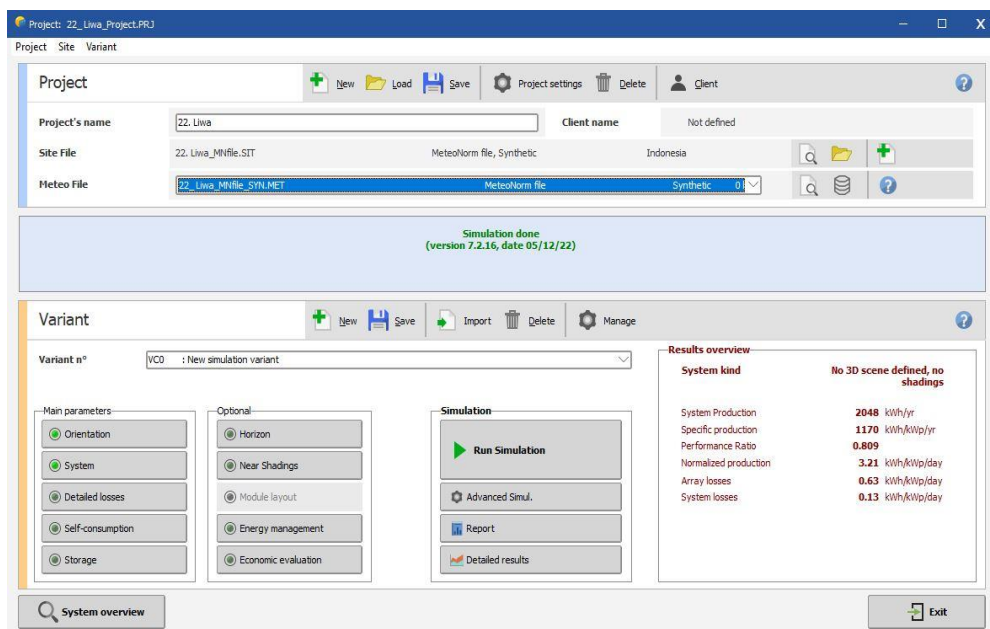 Project: 22_Liwa_Project.PRJ
Project Site Variant
Project New Load Save Project settings Delete Client
Project's name 22. Liwa Client name Not defined
Site File 22. Liwa_MNfile.SIT MeteoNorm file, Synthetic Indonesia
Meteo File 22_ Liwa_MNfile_SYN.MET MeteoNorm file Synthetic 0
Simulation done
(version 7.2.16, date 05/12/22)
Variant New Save Import Delete Manage
Variant n° VC0 : New simulation variant
Results overview
System kind No 3D scene defined, no shadings
Main parameters
Orientation
System
Detailed losses
Self-consumption
Storage
Optional
Horizon
Near Shadings
Module layout
Energy management
Economic evaluation
Simulation
Run Simulation
Advanced Simul.
Report
Detailed results
System Production 2048 kWh/yr
Specific production 1170 kWh/kWp/yr
Performance Ratio 0.809
Normalized production 3.21 kWh/kWp/day
Array losses 0.63 kWh/kWp/day
System losses 0.13 kWh/kWp/day
System overview
Exit